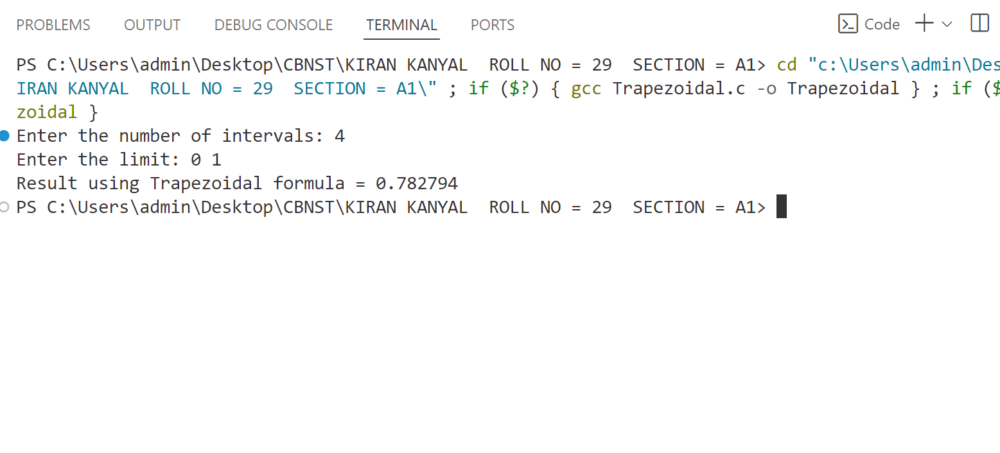 PROBLEMS OUTPUT DEBUG CONSOLE TERMINAL PORTS Code
PS C:\Users\admin\Desktop\CBNST\KIRAN KANYAL  ROLL NO = 29  SECTION = A1> cd "c:\Users\admin\Des
IRAN KANYAL  ROLL NO = 29  SECTION = A1\" ; if ($?) { gcc Trapezoidal.c -o Trapezoidal } ; if ($
zoidal }
Enter the number of intervals: 4
Enter the limit: 0 1
Result using Trapezoidal formula = 0.782794
PS C:\Users\admin\Desktop\CBNST\KIRAN KANYAL  ROLL NO = 29  SECTION = A1>